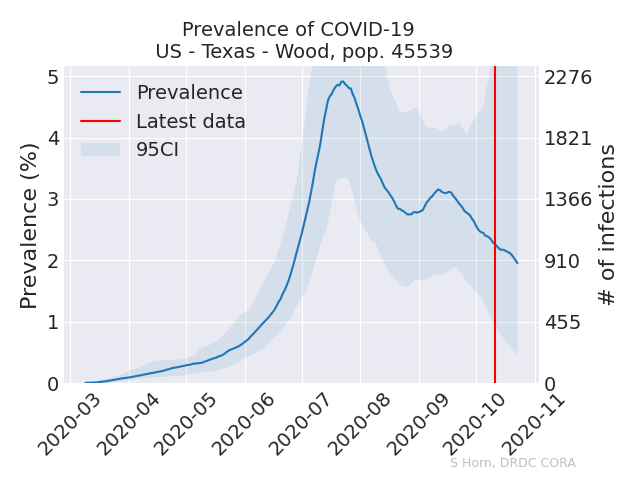 Prevalence of COVID-19
US - Texas - Wood, pop. 45539
Prevalence
Latest data
95CI
Prevalence (%)
5
4
3
2
1
0
2276
1821
1366
910
455
0
# of infections
2020-03
2020-04
2020-05
2020-06
2020-07
2020-08
2020-09
2020-10
2020-11
S Horn, DRDC CORA